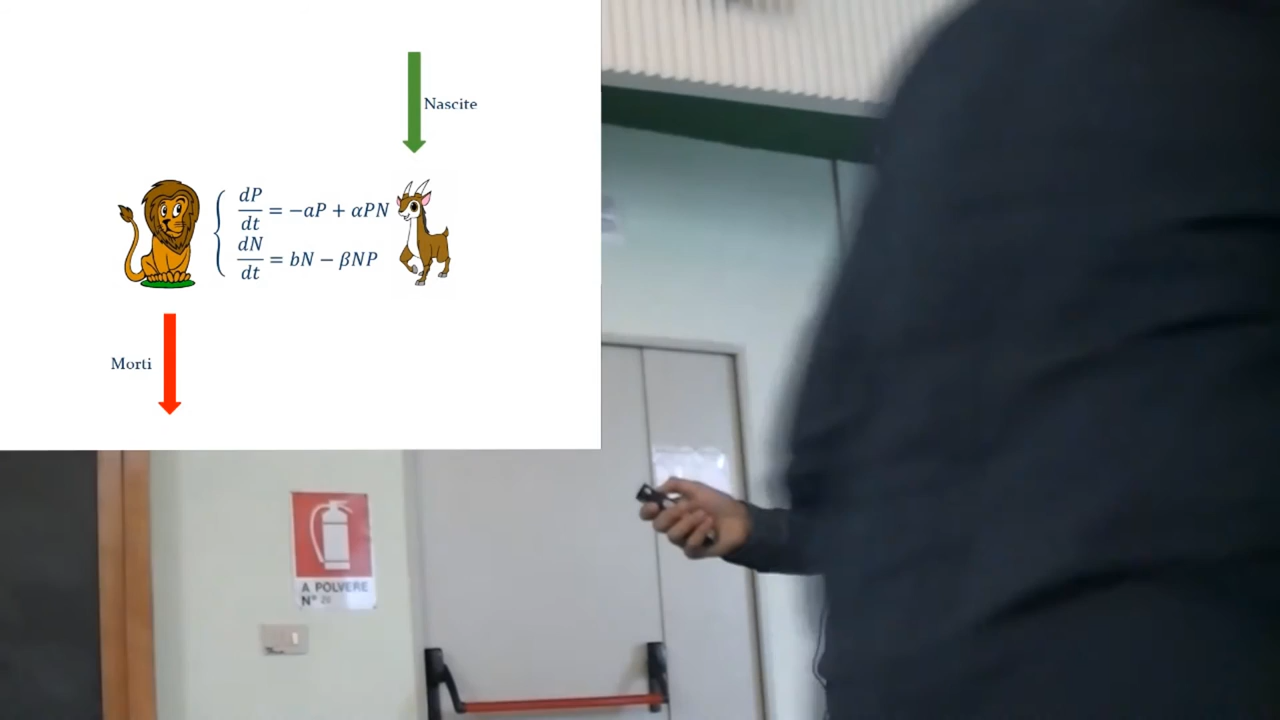 Nascite
dP/dt = −aP + αPN
dN/dt = bN − βNP
Morti
A POLVERE
N°